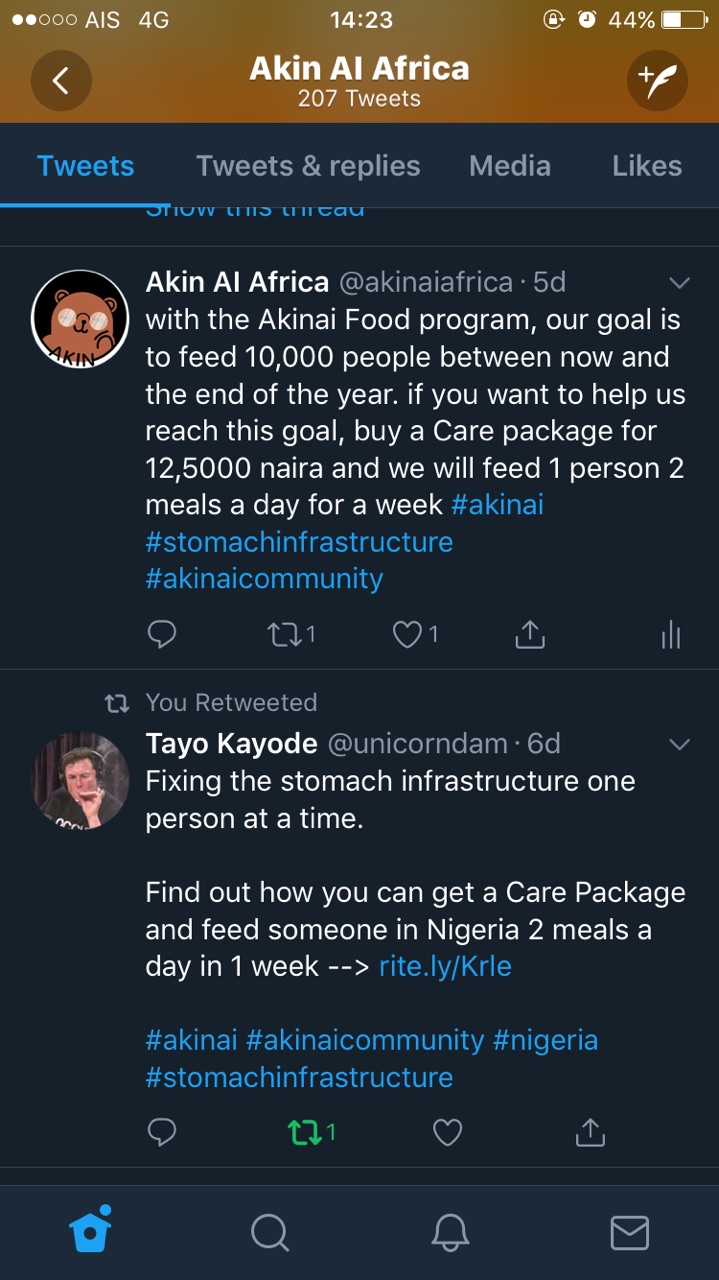 AIS 4G 14:23 44%
Akin AI Africa
207 Tweets
Tweets Tweets & replies Media Likes
Show this thread
Akin AI Africa @akinaiafrica · 5d
with the Akinai Food program, our goal is
to feed 10,000 people between now and
the end of the year. if you want to help us
reach this goal, buy a Care package for
12,5000 naira and we will feed 1 person 2
meals a day for a week #akinai
#stomachinfrastructure
#akinaicommunity
AKIN
1 1
You Retweeted
Tayo Kayode @unicorndam · 6d
Fixing the stomach infrastructure one
person at a time.
Find out how you can get a Care Package
and feed someone in Nigeria 2 meals a
day in 1 week --> rite.ly/Krle
#akinai #akinaicommunity #nigeria
#stomachinfrastructure
1